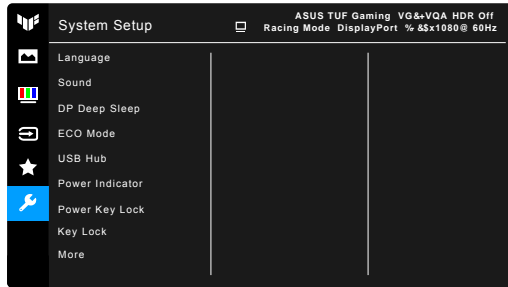 System Setup
ASUS TUF Gaming VG&+VQA HDR Off
Racing Mode DisplayPort % &$x1080@ 60Hz
Language
Sound
DP Deep Sleep
ECO Mode
USB Hub
Power Indicator
Power Key Lock
Key Lock
More